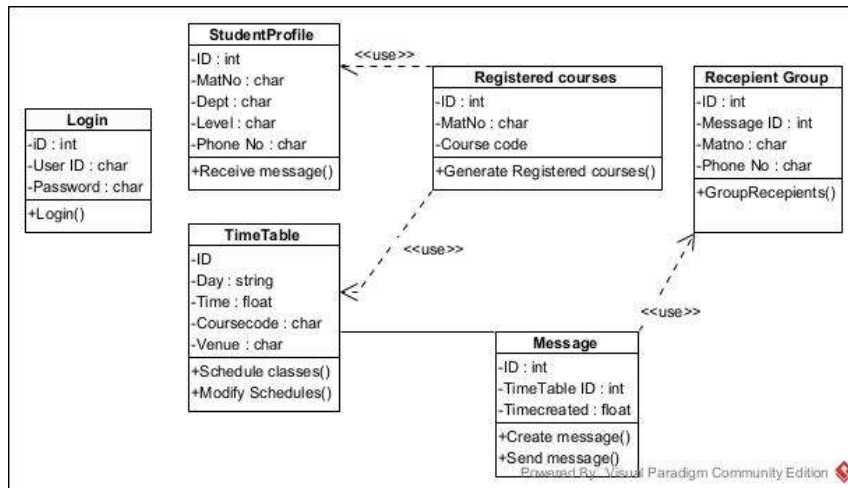 StudentProfile
-ID : int
-MatNo : char
-Dept : char
-Level : char
-Phone No : char
+Receive message()
<<use>>
Registered courses
-ID : int
-MatNo : char
-Course code
+Generate Registered courses()
Recepient Group
-ID : int
-Message ID : int
-Matno : char
-Phone No : char
+GroupRecepients()
Login
-iD : int
-User ID : char
-Password : char
+Login()
TimeTable
-ID
-Day : string
-Time : float
-Coursecode : char
-Venue : char
+Schedule classes()
+Modify Schedules()
<<use>>
<<use>>
Message
-ID : int
-TimeTable ID : int
-Timecreated : float
+Create message()
+Send message()
Powered By Visual Paradigm Community Edition